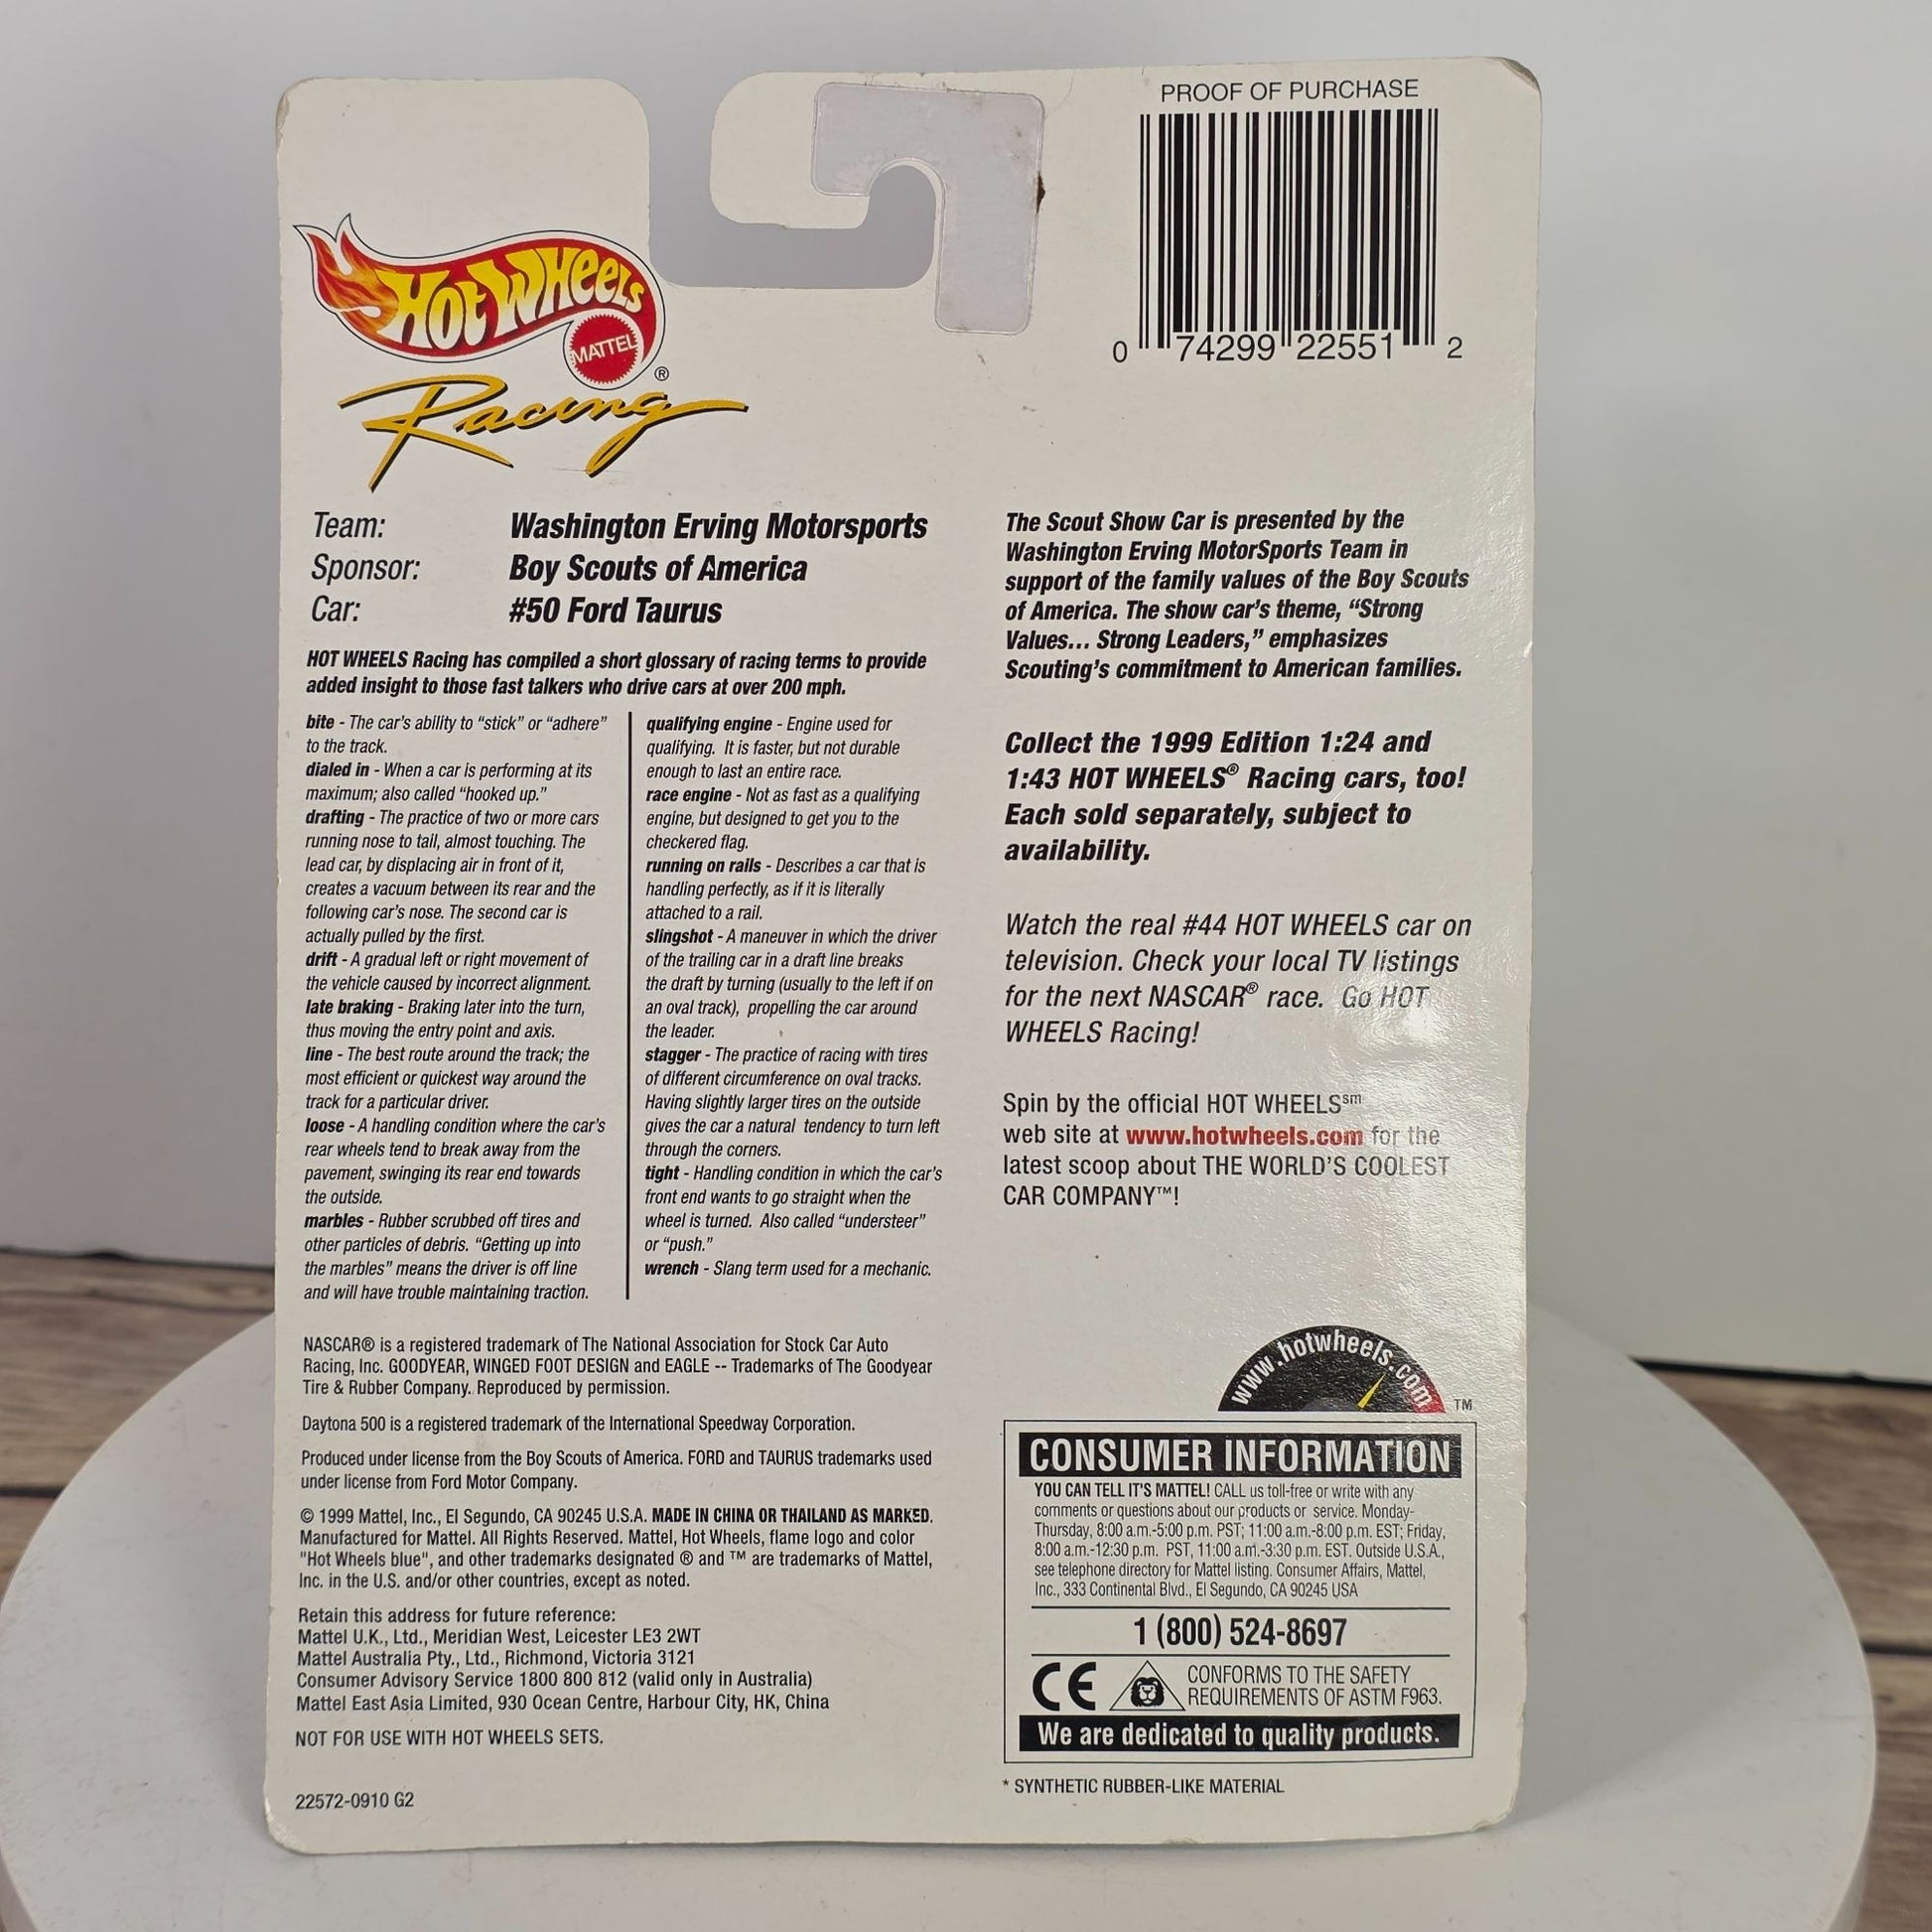 PROOF OF PURCHASE
0 74299 22551 2
HOT WHEELS
MATTEL
®
Racing
Team: Washington Erving Motorsports
Sponsor: Boy Scouts of America
Car: #50 Ford Taurus
HOT WHEELS Racing has compiled a short glossary of racing terms to provide
added insight to those fast talkers who drive cars at over 200 mph.
bite - The car's ability to “stick” or “adhere”
to the track.
dialed in - When a car is performing at its
maximum; also called “hooked up.”
drafting - The practice of two or more cars
running nose to tail, almost touching. The
lead car, by displacing air in front of it,
creates a vacuum between its rear and the
following car's nose. The second car is
actually pulled by the first.
drift - A gradual left or right movement of
the vehicle caused by incorrect alignment.
late braking - Braking later into the turn,
thus moving the entry point and axis.
line - The best route around the track; the
most efficient or quickest way around the
track for a particular driver.
loose - A handling condition where the car's
rear wheels tend to break away from the
pavement, swinging its rear end towards
the outside.
marbles - Rubber scrubbed off tires and
other particles of debris. “Getting up into
the marbles” means the driver is off line
and will have trouble maintaining traction.
qualifying engine - Engine used for
qualifying. It is faster, but not durable
enough to last an entire race.
race engine - Not as fast as a qualifying
engine, but designed to get you to the
checkered flag.
running on rails - Describes a car that is
handling perfectly, as if it is literally
attached to a rail.
slingshot - A maneuver in which the driver
of the trailing car in a draft line breaks
the draft by turning (usually to the left if on
an oval track), propelling the car around
the leader.
stagger - The practice of racing with tires
of different circumference on oval tracks.
Having slightly larger tires on the outside
gives the car a natural tendency to turn left
through the corners.
tight - Handling condition in which the car's
front end wants to go straight when the
wheel is turned. Also called “understeer”
or “push.”
wrench - Slang term used for a mechanic.
NASCAR® is a registered trademark of The National Association for Stock Car Auto
Racing, Inc. GOODYEAR, WINGED FOOT DESIGN and EAGLE -- Trademarks of The Goodyear
Tire & Rubber Company. Reproduced by permission.
Daytona 500 is a registered trademark of the International Speedway Corporation.
Produced under license from the Boy Scouts of America. FORD and TAURUS trademarks used
under license from Ford Motor Company.
© 1999 Mattel, Inc., El Segundo, CA 90245 U.S.A. MADE IN CHINA OR THAILAND AS MARKED.
Manufactured for Mattel. All Rights Reserved. Mattel, Hot Wheels, flame logo and color
"Hot Wheels blue", and other trademarks designated ® and ™ are trademarks of Mattel,
Inc. in the U.S. and/or other countries, except as noted.
Retain this address for future reference:
Mattel U.K., Ltd., Meridian West, Leicester LE3 2WT
Mattel Australia Pty., Ltd., Richmond, Victoria 3121
Consumer Advisory Service 1800 800 812 (valid only in Australia)
Mattel East Asia Limited, 930 Ocean Centre, Harbour City, HK, China
NOT FOR USE WITH HOT WHEELS SETS.
22572-0910 G2
The Scout Show Car is presented by the
Washington Erving MotorSports Team in
support of the family values of the Boy Scouts
of America. The show car's theme, “Strong
Values... Strong Leaders,” emphasizes
Scouting's commitment to American families.
Collect the 1999 Edition 1:24 and
1:43 HOT WHEELS® Racing cars, too!
Each sold separately, subject to
availability.
Watch the real #44 HOT WHEELS car on
television. Check your local TV listings
for the next NASCAR® race. Go HOT
WHEELS Racing!
Spin by the official HOT WHEELS℠
web site at www.hotwheels.com for the
latest scoop about THE WORLD'S COOLEST
CAR COMPANY™!
www.hotwheels.com ™
CONSUMER INFORMATION
YOU CAN TELL IT'S MATTEL! CALL us toll-free or write with any
comments or questions about our products or service. Monday-
Thursday, 8:00 a.m.-5:00 p.m. PST; 11:00 a.m.-8:00 p.m. EST; Friday,
8:00 a.m.-12:30 p.m. PST, 11:00 a.m.-3:30 p.m. EST. Outside U.S.A.,
see telephone directory for Mattel listing. Consumer Affairs, Mattel,
Inc., 333 Continental Blvd., El Segundo, CA 90245 USA
1 (800) 524-8697
CE
CONFORMS TO THE SAFETY
REQUIREMENTS OF ASTM F963.
We are dedicated to quality products.
* SYNTHETIC RUBBER-LIKE MATERIAL